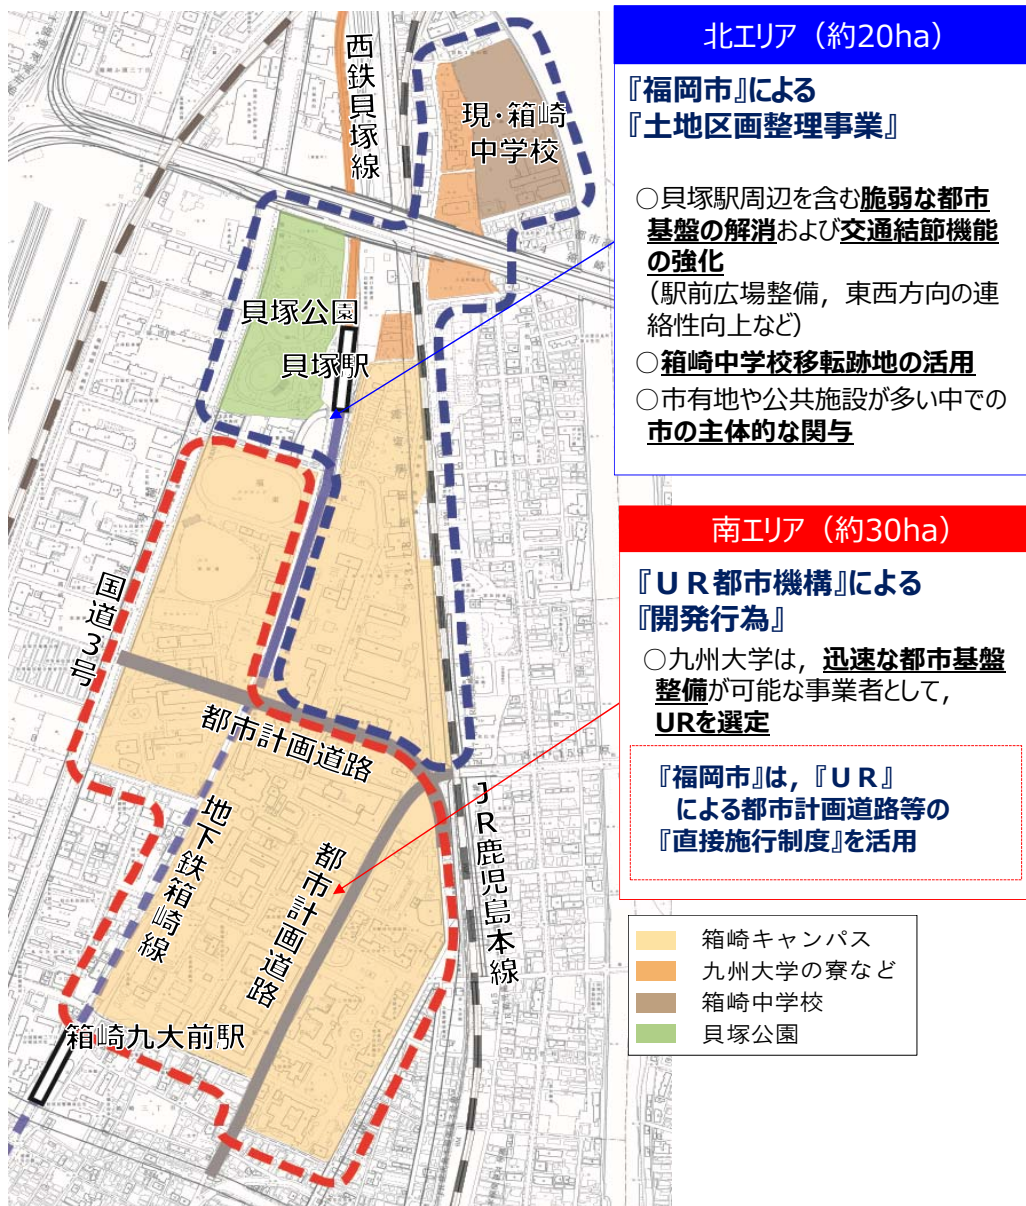 西鉄貝塚線
現・箱崎
中学校
貝塚公園
貝塚駅
国道3号
都市計画道路
地下鉄箱崎線
都市計画道路
JR鹿児島本線
箱崎九大前駅
北エリア（約20ha）
『福岡市』による
『土地区画整理事業』
○貝塚駅周辺を含む脆弱な都市
基盤の解消および交通結節機能
の強化
（駅前広場整備，東西方向の連
絡性向上など）
○箱崎中学校移転跡地の活用
○市有地や公共施設が多い中での
市の主体的な関与
南エリア（約30ha）
『ＵＲ都市機構』による
『開発行為』
○九州大学は，迅速な都市基盤
整備が可能な事業者として，
URを選定
『福岡市』は，『ＵＲ』
による都市計画道路等の
『直接施行制度』を活用
箱崎キャンパス
九州大学の寮など
箱崎中学校
貝塚公園